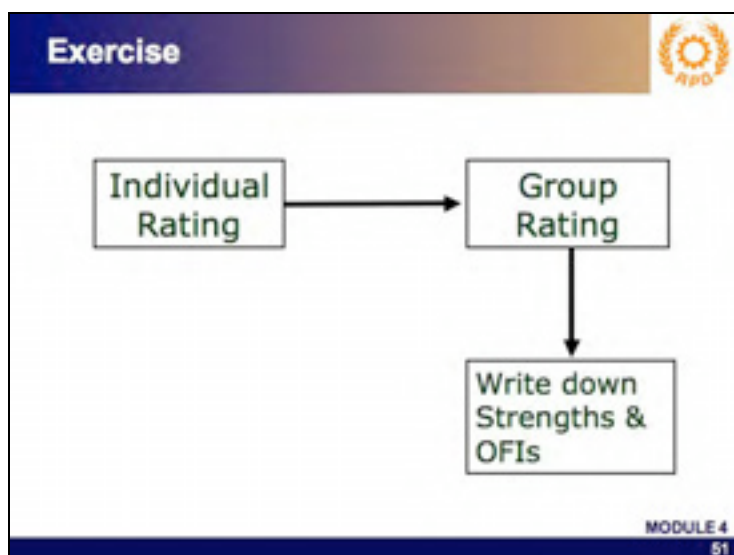 Exercise
APO
Individual
Rating
Group
Rating
Write down
Strengths &
OFIs
MODULE 4
51